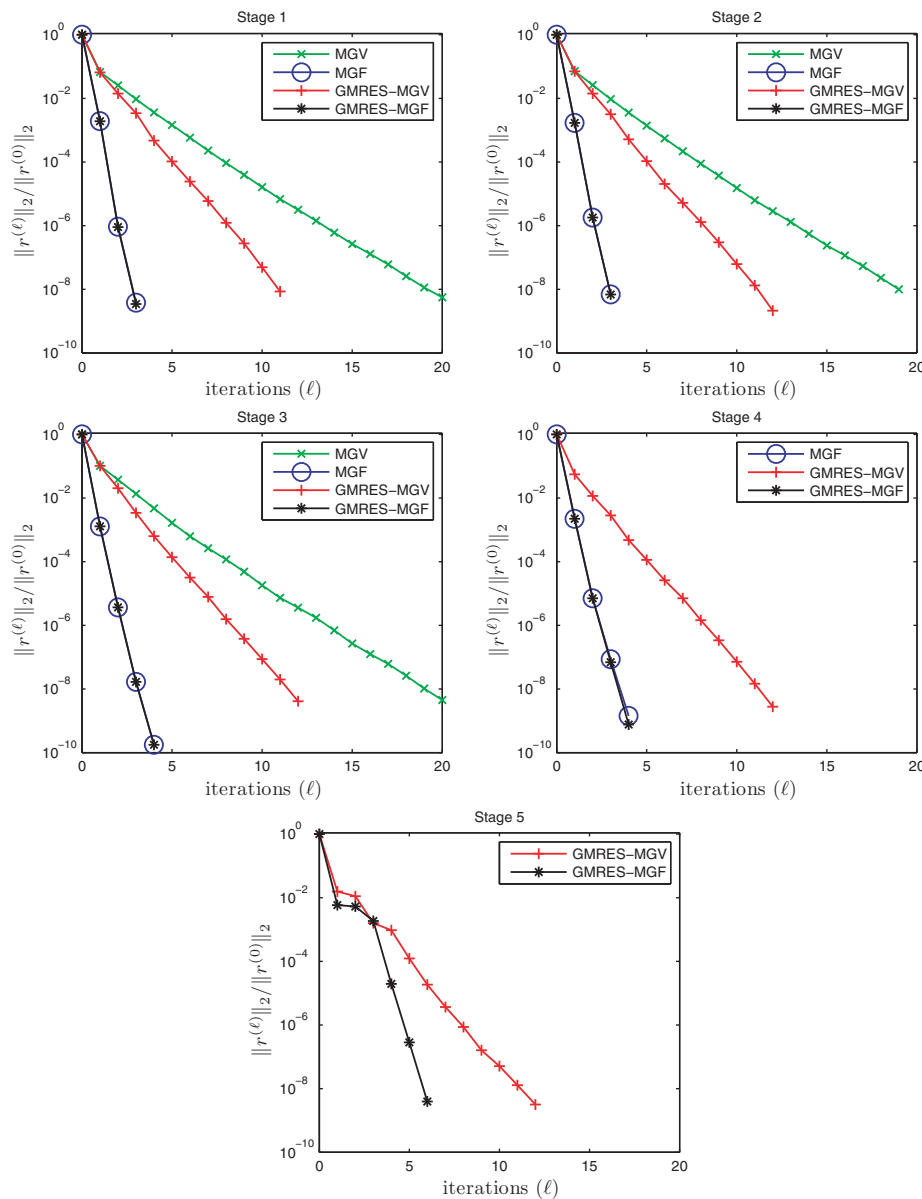 Stage 1
10^0
10^-2
10^-4
10^-6
10^-8
10^-10
0 5 10 15 20
∥r^(ℓ)∥_2/∥r^(0)∥_2
iterations (ℓ)
MGV
MGF
GMRES-MGV
GMRES-MGF
Stage 2
10^0
10^-2
10^-4
10^-6
10^-8
10^-10
0 5 10 15 20
∥r^(ℓ)∥_2/∥r^(0)∥_2
iterations (ℓ)
MGV
MGF
GMRES-MGV
GMRES-MGF
Stage 3
10^0
10^-2
10^-4
10^-6
10^-8
10^-10
0 5 10 15 20
∥r^(ℓ)∥_2/∥r^(0)∥_2
iterations (ℓ)
MGV
MGF
GMRES-MGV
GMRES-MGF
Stage 4
10^0
10^-2
10^-4
10^-6
10^-8
10^-10
0 5 10 15 20
∥r^(ℓ)∥_2/∥r^(0)∥_2
iterations (ℓ)
MGF
GMRES-MGV
GMRES-MGF
Stage 5
10^0
10^-2
10^-4
10^-6
10^-8
10^-10
0 5 10 15 20
∥r^(ℓ)∥_2/∥r^(0)∥_2
iterations (ℓ)
GMRES-MGV
GMRES-MGF